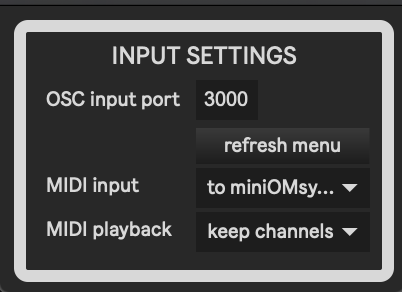 INPUT SETTINGS
OSC input port 3000
refresh menu
MIDI input to miniOMsy...
MIDI playback keep channels